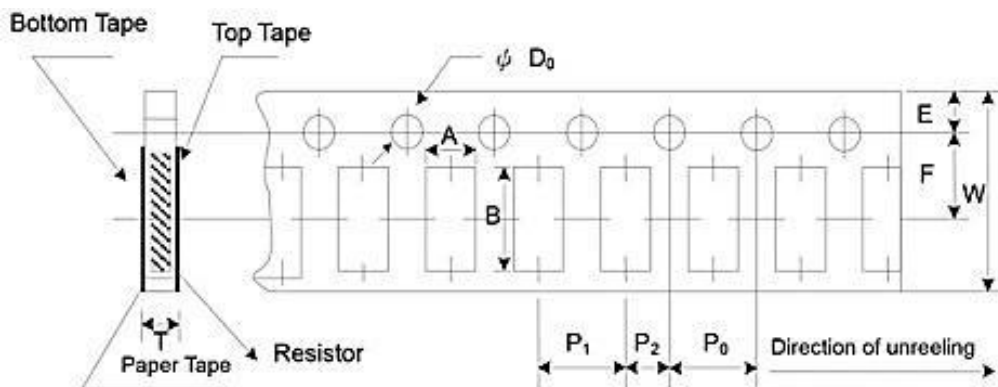 Bottom Tape
Top Tape
ψ D₀
E
A
F
W
B
T
Paper Tape
Resistor
P₁
P₂
P₀
Direction of unreeling